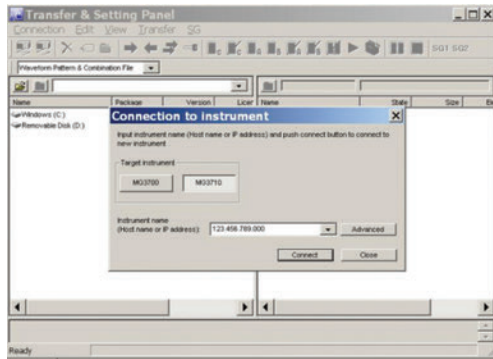 Transfer & Setting Panel
Connection Edit View Transfer SG
SG1 SG2
Waveform Pattern & Combination File
Name Package Version Licer Name State Size
Windows (C:)
Removable Disk (D:)
Connection to instrument
Input instrument name (Host name or IP address) and push connect button to connect to
new instrument
Target instrument
MG3700 MG3710
Instrument name
(Host name or IP address): 123.456.789.000 Advanced
Connect Close
Ready